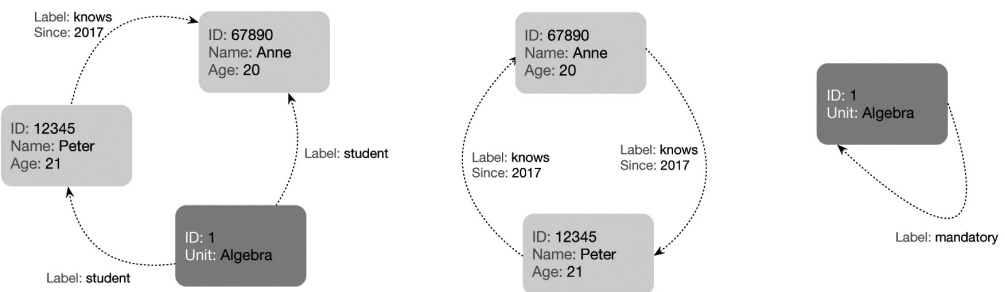 Label: knows
Since: 2017
ID: 67890
Name: Anne
Age: 20
ID: 12345
Name: Peter
Age: 21
Label: student
ID: 1
Unit: Algebra
Label: student
ID: 67890
Name: Anne
Age: 20
Label: knows
Since: 2017
Label: knows
Since: 2017
ID: 12345
Name: Peter
Age: 21
ID: 1
Unit: Algebra
Label: mandatory